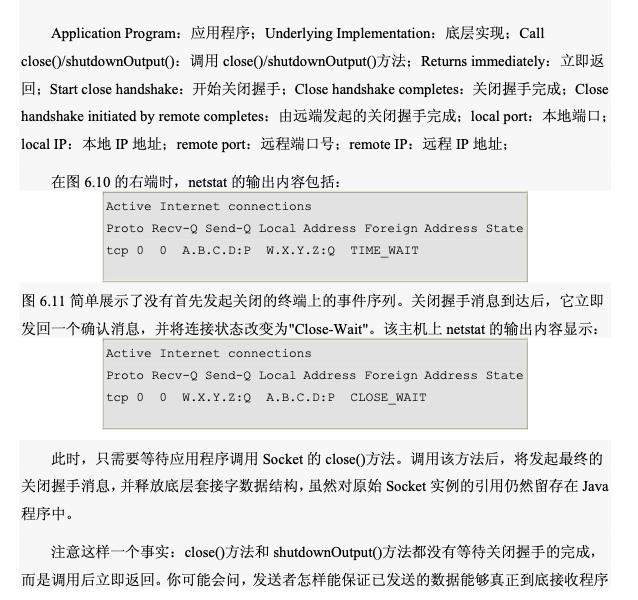 Application Program：应用程序；Underlying Implementation：底层实现；Call
close()/shutdownOutput()：调用 close()/shutdownOutput()方法；Returns immediately：立即返
回；Start close handshake：开始关闭握手；Close handshake completes：关闭握手完成；Close
handshake initiated by remote completes：由远端发起的关闭握手完成；local port：本地端口；
local IP：本地 IP 地址；remote port：远程端口号；remote IP：远程 IP 地址；
在图 6.10 的右端时，netstat 的输出内容包括：
Active Internet connections
Proto Recv-Q Send-Q Local Address Foreign Address State
tcp 0 0 A.B.C.D:P W.X.Y.Z:Q TIME_WAIT
图 6.11 简单展示了没有首先发起关闭的终端上的事件序列。关闭握手消息到达后，它立即
发回一个确认消息，并将连接状态改变为"Close-Wait"。该主机上 netstat 的输出内容显示：
Active Internet connections
Proto Recv-Q Send-Q Local Address Foreign Address State
tcp 0 0 W.X.Y.Z:Q A.B.C.D:P CLOSE_WAIT
此时，只需要等待应用程序调用 Socket 的 close()方法。调用该方法后，将发起最终的
关闭握手消息，并释放底层套接字数据结构，虽然对原始 Socket 实例的引用仍然留存在 Java
程序中。
注意这样一个事实：close()方法和 shutdownOutput()方法都没有等待关闭握手的完成，
而是调用后立即返回。你可能会问，发送者怎样能保证已发送的数据能够真正到底接收程序